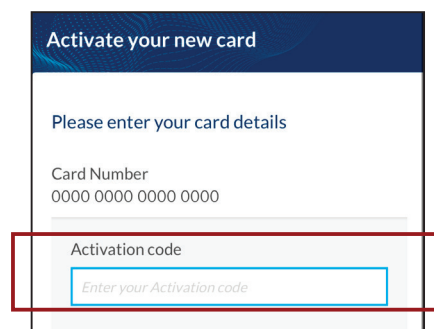 Activate your new card
Please enter your card details
Card Number
0000 0000 0000 0000
Activation code
Enter your Activation code